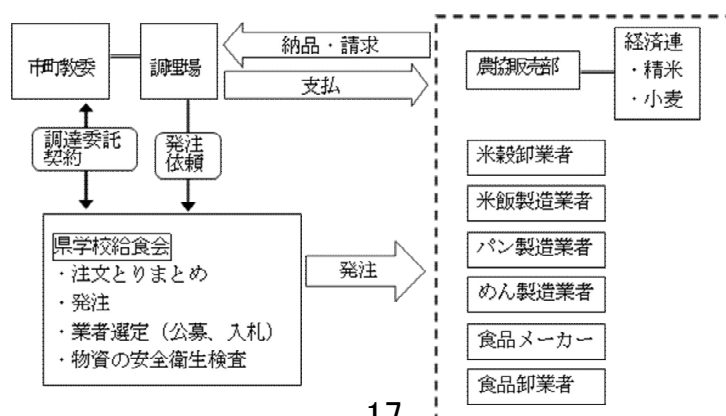 市町教委
調理場
納品・請求
支払
農協販売部
経済連
・精米
・小麦
調達委託
契約
発注
依頼
米穀卸業者
米飯製造業者
県学校給食会
・注文とりまとめ
・発注
・業者選定（公募、入札）
・物資の安全衛生検査
発注
パン製造業者
めん製造業者
食品メーカー
食品卸業者
17